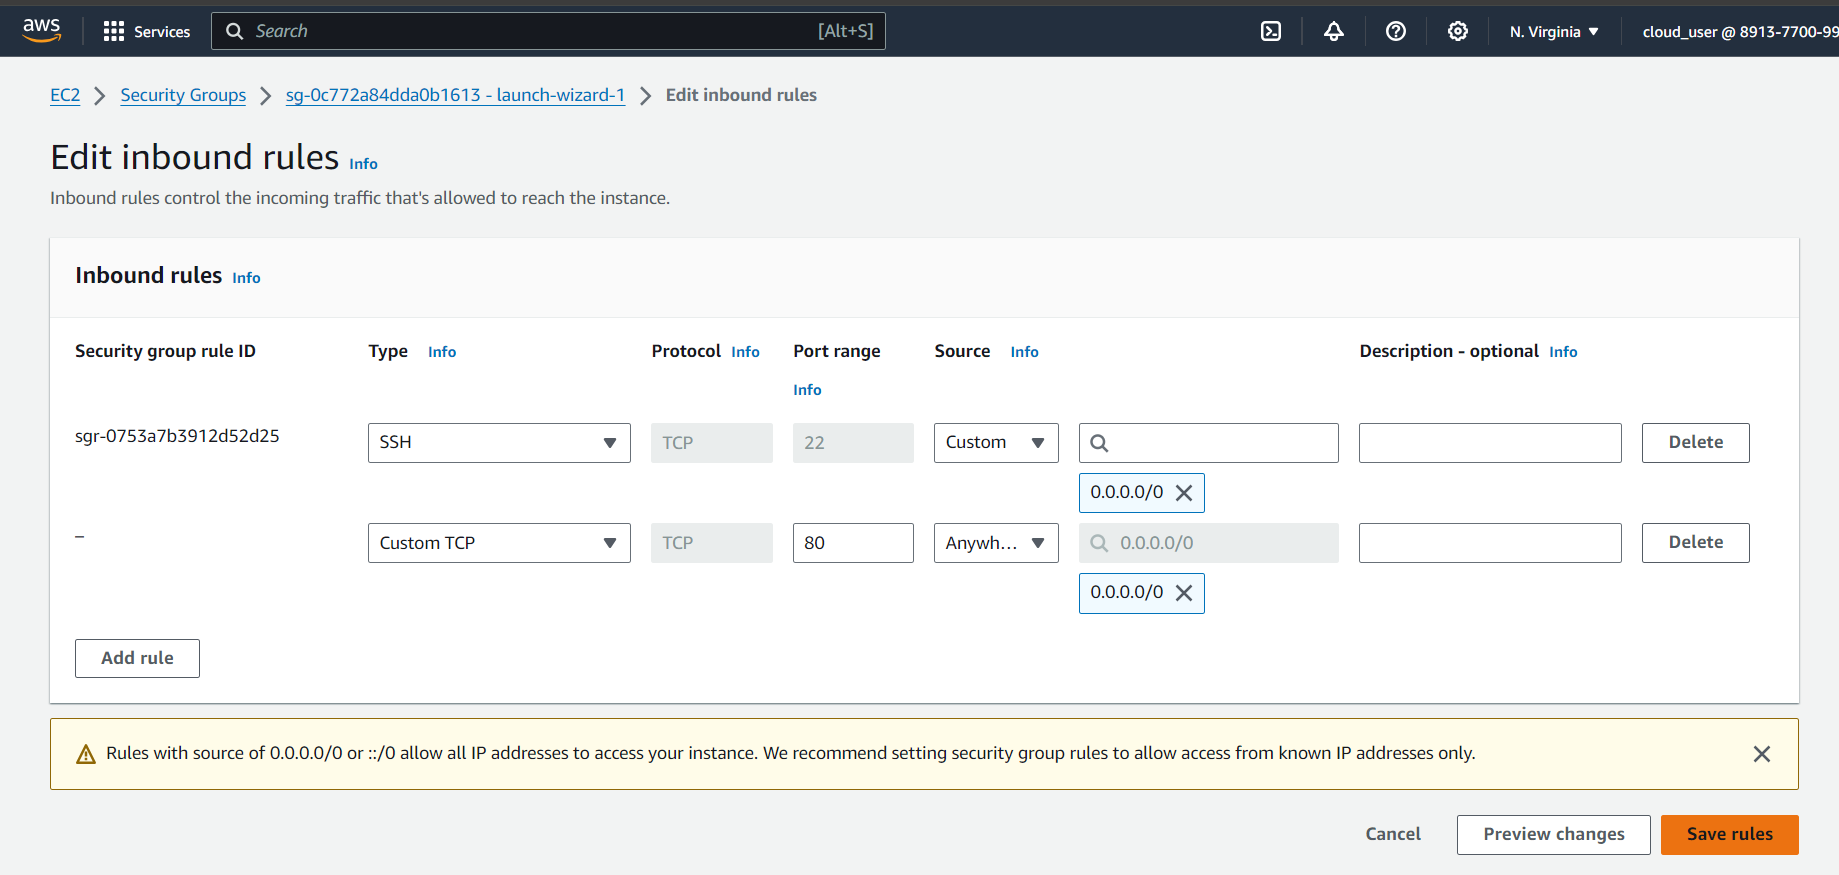 aws Services Search [Alt+S] N. Virginia cloud_user @ 8913-7700-99
EC2 Security Groups sg-0c772a84dda0b1613 - launch-wizard-1 Edit inbound rules
Edit inbound rules Info
Inbound rules control the incoming traffic that's allowed to reach the instance.
Inbound rules Info
Security group rule ID Type Info Protocol Info Port range Source Info Description - optional Info
Info
sgr-0753a7b3912d52d25 SSH TCP 22 Custom Delete
0.0.0.0/0
– Custom TCP TCP 80 Anywh... 0.0.0.0/0 Delete
0.0.0.0/0
Add rule
Rules with source of 0.0.0.0/0 or ::/0 allow all IP addresses to access your instance. We recommend setting security group rules to allow access from known IP addresses only.
Cancel Preview changes Save rules